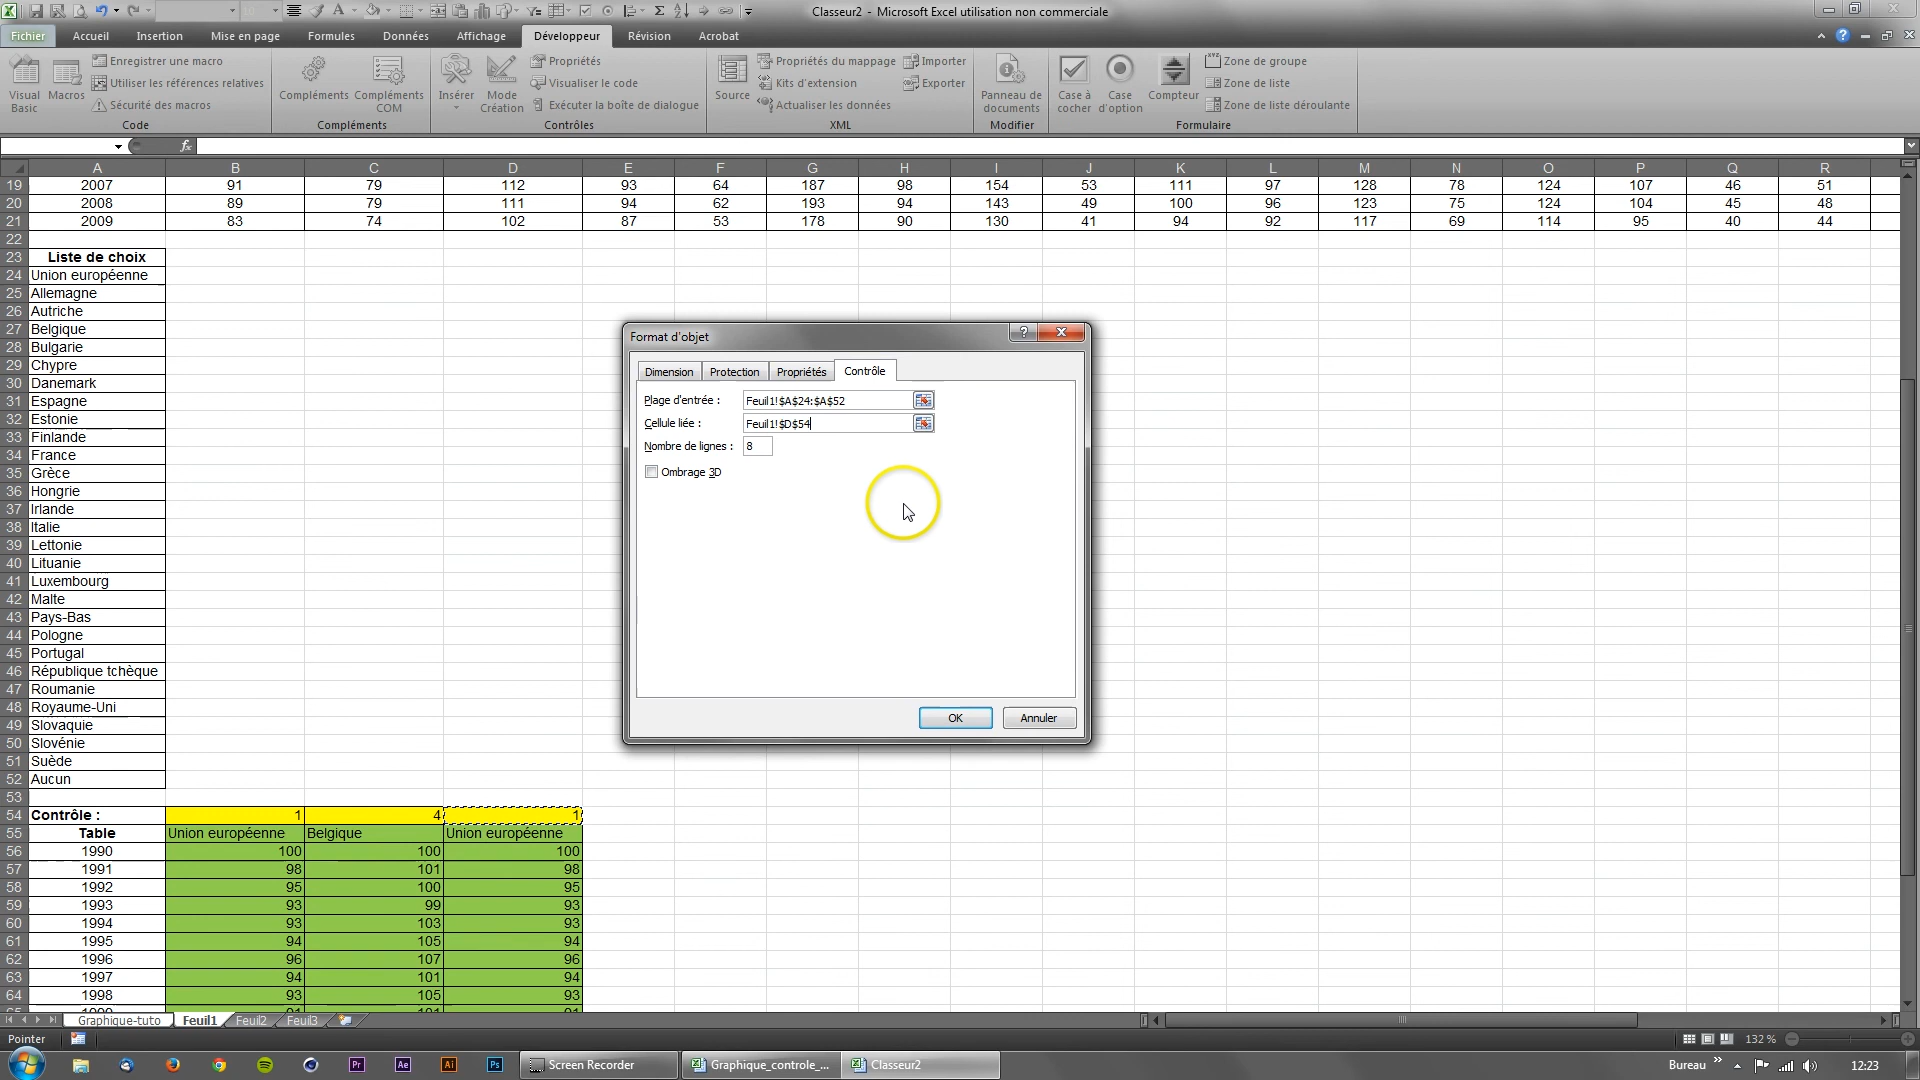 Classeur2 - Microsoft Excel utilisation non commerciale
Fichier Accueil Insertion Mise en page Formules Données Affichage Développeur Révision Acrobat
Visual Basic
Macros
Enregistrer une macro
Utiliser les références relatives
Sécurité des macros
Code
Compléments
Compléments COM
Compléments
Insérer
Mode Création
Propriétés
Visualiser le code
Exécuter la boîte de dialogue
Contrôles
Source
Propriétés du mappage
Kits d'extension
Actualiser les données
Importer
Exporter
XML
Panneau de documents
Modifier
Case à cocher
Case d'option
Compteur
Zone de groupe
Zone de liste
Zone de liste déroulante
Formulaire
fx
A B C D E F G H I J K L M N O P Q R
19 2007 91 79 112 93 64 187 98 154 53 111 97 128 78 124 107 46 51
20 2008 89 79 111 94 62 193 94 143 49 100 96 123 75 124 104 45 48
21 2009 83 74 102 87 53 178 90 130 41 94 92 117 69 114 95 40 44
22
23 Liste de choix
24 Union européenne
25 Allemagne
26 Autriche
27 Belgique
28 Bulgarie
29 Chypre
30 Danemark
31 Espagne
32 Estonie
33 Finlande
34 France
35 Grèce
36 Hongrie
37 Irlande
38 Italie
39 Lettonie
40 Lituanie
41 Luxembourg
42 Malte
43 Pays-Bas
44 Pologne
45 Portugal
46 République tchèque
47 Roumanie
48 Royaume-Uni
49 Slovaquie
50 Slovénie
51 Suède
52 Aucun
53
54 Contrôle : 1 4 1
55 Table Union européenne Belgique Union européenne
56 1990 100 100 100
57 1991 98 101 98
58 1992 95 100 95
59 1993 93 99 93
60 1994 93 103 93
61 1995 94 105 94
62 1996 96 107 96
63 1997 94 101 94
64 1998 93 105 93
Format d'objet
Dimension Protection Propriétés Contrôle
Plage d'entrée : Feuil1!$A$24:$A$52
Cellule liée : Feuil1!$D$54
Nombre de lignes : 8
Ombrage 3D
OK Annuler
Graphique-tuto Feuil1 Feuil2 Feuil3
Pointer 132 %
Pr Ae Ai Ps Screen Recorder Graphique_controle_... Classeur2 Bureau 12:23